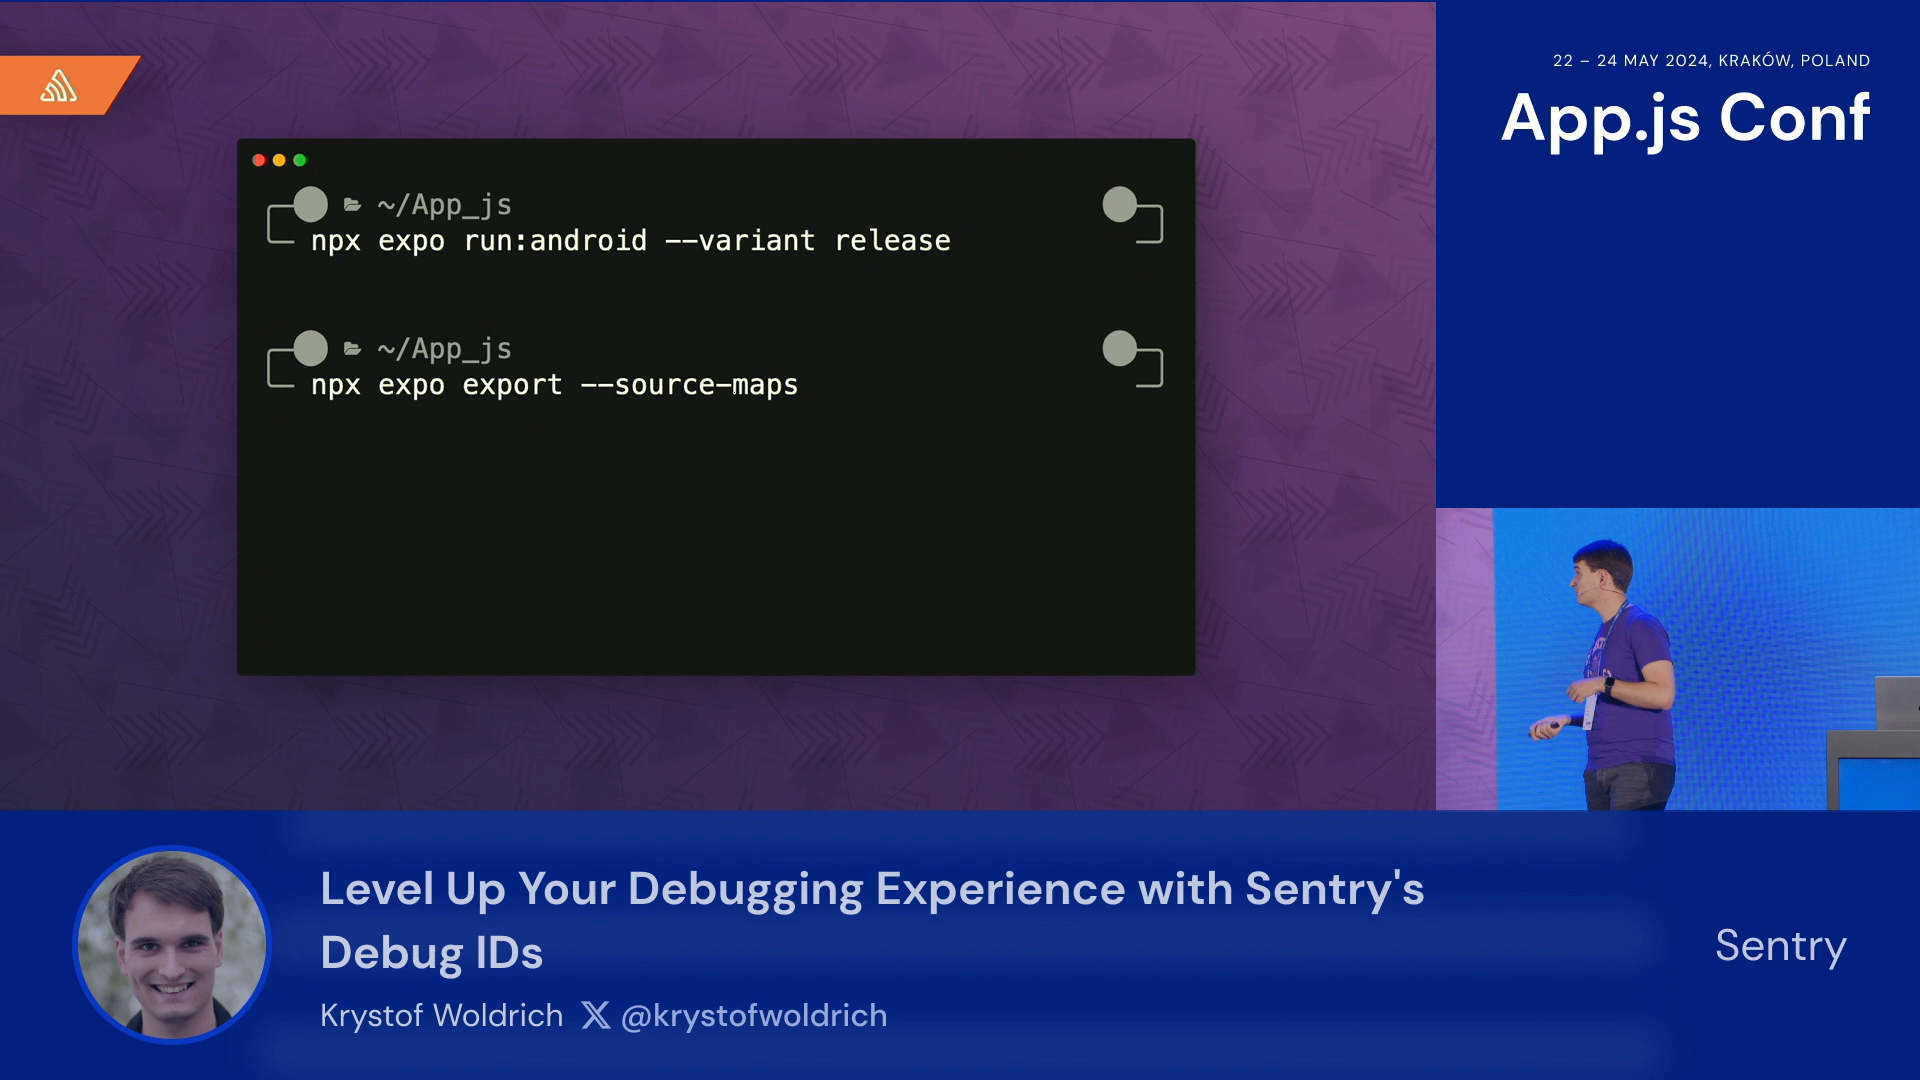 22 – 24 MAY 2024, KRAKÓW, POLAND
App.js Conf
~/App_js
npx expo run:android --variant release
~/App_js
npx expo export --source-maps
Level Up Your Debugging Experience with Sentry's
Debug IDs
Krystof Woldrich X @krystofwoldrich
Sentry